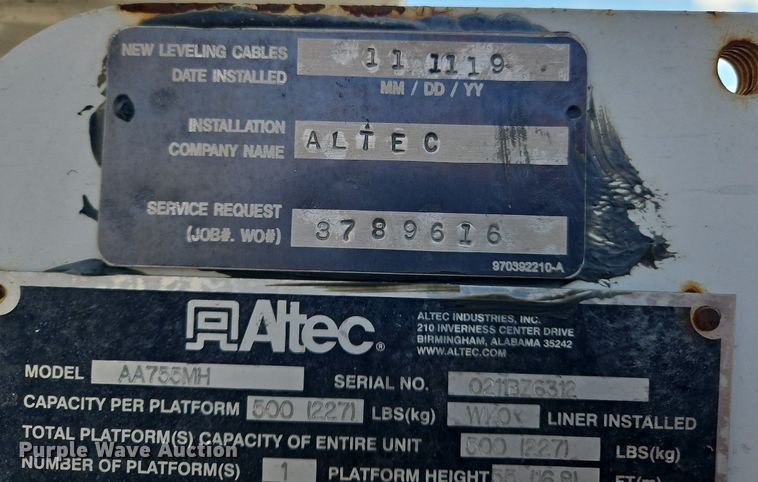 NEW LEVELING CABLES 11 11 19
DATE INSTALLED
MM / DD / YY
INSTALLATION
COMPANY NAME ALTEC
SERVICE REQUEST
(JOB#. WO#) 3789616
970392210-A
Altec
ALTEC INDUSTRIES, INC.
210 INVERNESS CENTER DRIVE
BIRMINGHAM, ALABAMA 35242
WWW.ALTEC.COM
MODEL AA755MH SERIAL NO. 0211BZ6312
CAPACITY PER PLATFORM 500 (227) LBS(kg) LINER INSTALLED
TOTAL PLATFORM(S) CAPACITY OF ENTIRE UNIT 500 (227) LBS(kg)
NUMBER OF PLATFORM(S) 1 PLATFORM HEIGHT
Purple Wave Auction